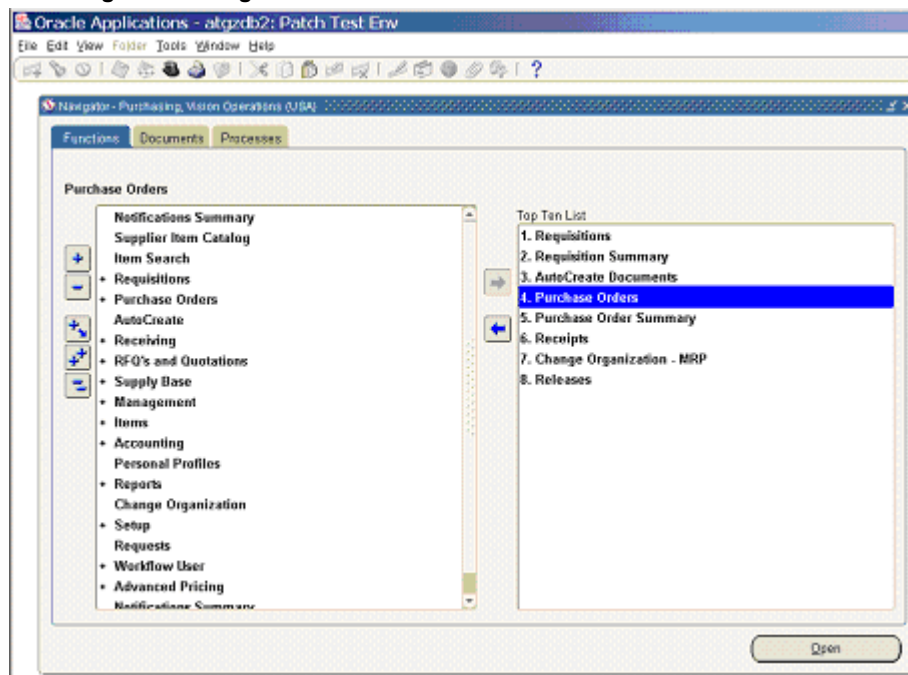 Oracle Applications - atgzdb2: Patch Test Env
File Edit View Folder Tools Window Help
Navigator - Purchasing, Vision Operations (USA)
Functions Documents Processes
Purchase Orders
Notifications Summary
Supplier Item Catalog
Item Search
+ Requisitions
+ Purchase Orders
AutoCreate
+ Receiving
+ RFQ's and Quotations
+ Supply Base
+ Management
+ Items
+ Accounting
Personal Profiles
+ Reports
Change Organization
+ Setup
Requests
+ Workflow User
+ Advanced Pricing
Notifications Summary
Top Ten List
1. Requisitions
2. Requisition Summary
3. AutoCreate Documents
4. Purchase Orders
5. Purchase Order Summary
6. Receipts
7. Change Organization - MRP
8. Releases
Open